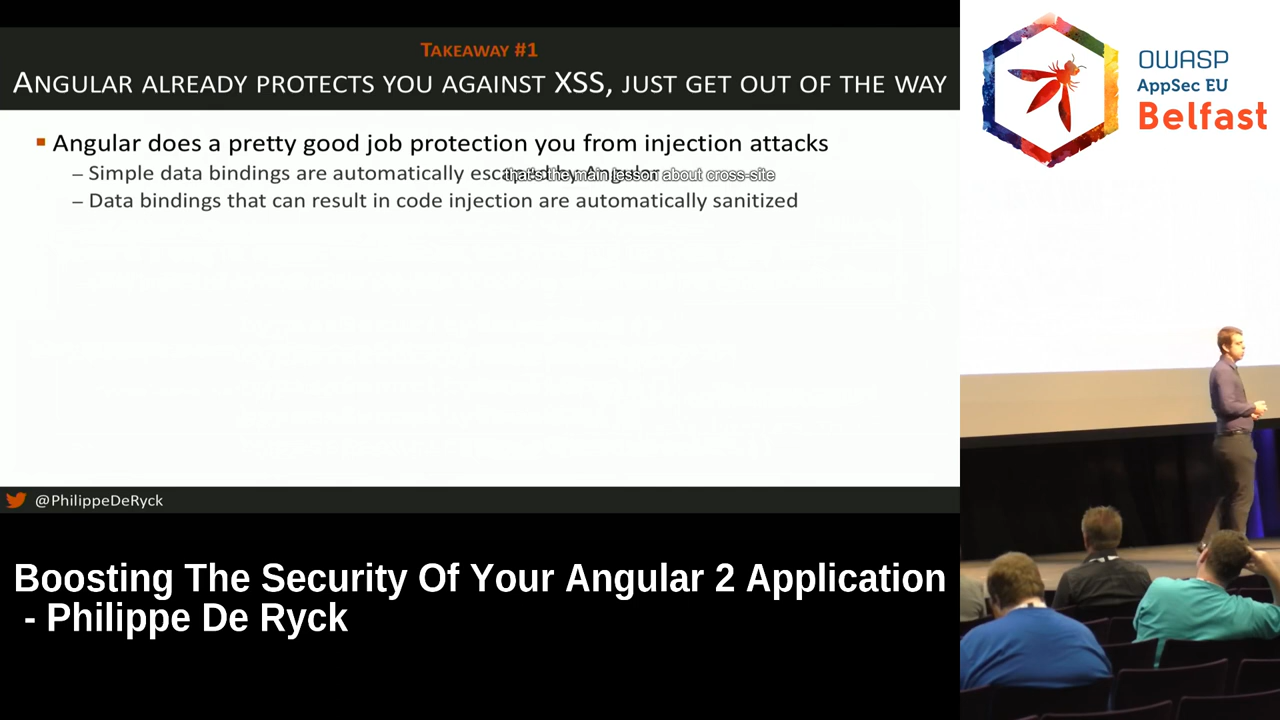 TAKEAWAY #1
ANGULAR ALREADY PROTECTS YOU AGAINST XSS, JUST GET OUT OF THE WAY
Angular does a pretty good job protection you from injection attacks
– Simple data bindings are automatically escaped by Angular
that's the main lesson about cross-site
– Data bindings that can result in code injection are automatically sanitized
@PhilippeDeRyck
Boosting The Security Of Your Angular 2 Application
- Philippe De Ryck
OWASP
AppSec EU
Belfast